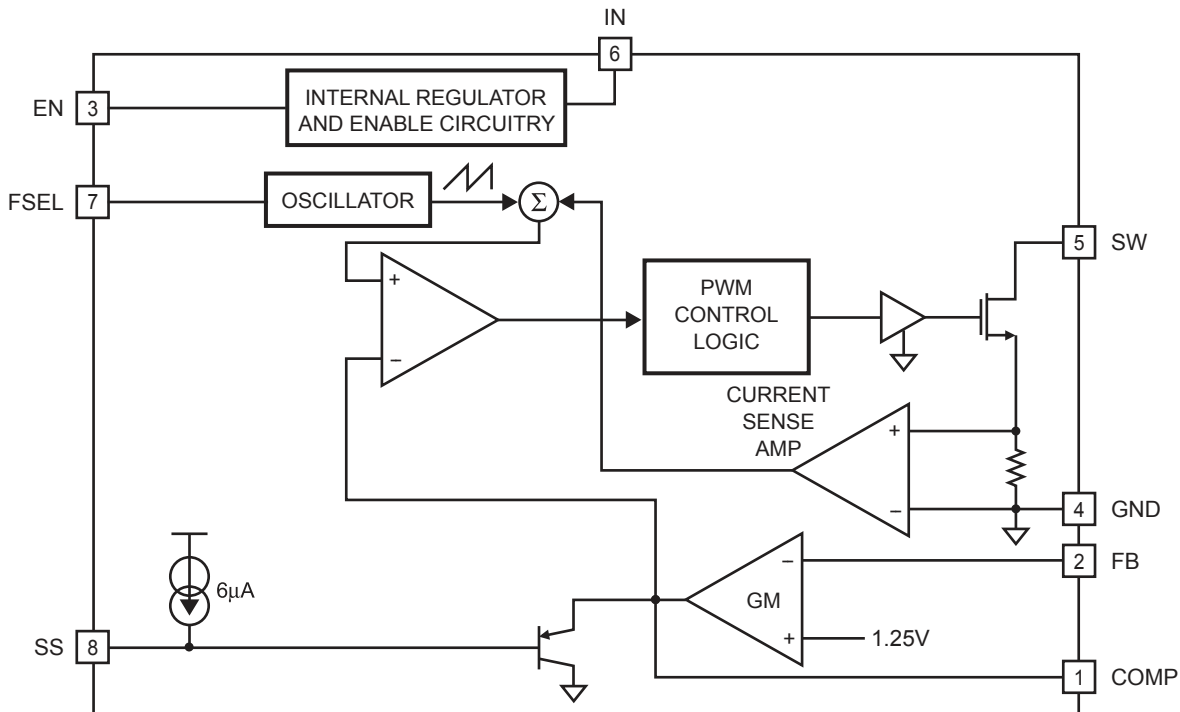 IN
6
EN
3
INTERNAL REGULATOR
AND ENABLE CIRCUITRY
FSEL
7
OSCILLATOR
Σ
5
SW
+
−
PWM
CONTROL
LOGIC
CURRENT
SENSE
AMP
+
−
4
GND
2
FB
−
GM
+
1.25V
6μA
SS
8
1
COMP